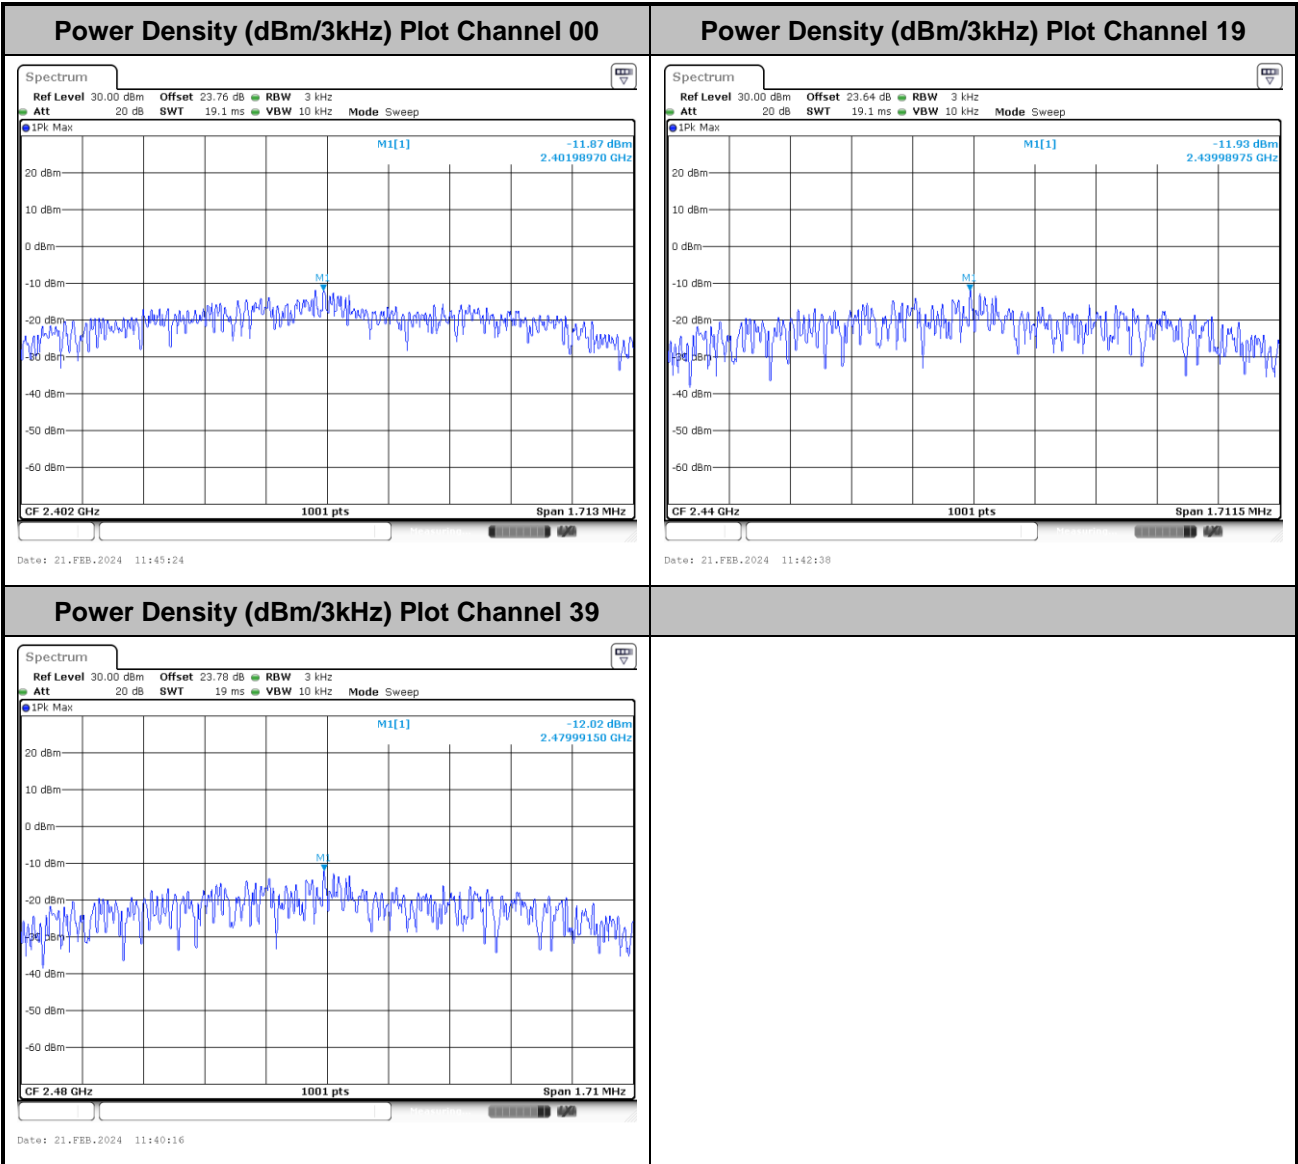 Power Density (dBm/3kHz) Plot Channel 00
Spectrum
Ref Level 30.00 dBm Offset 23.76 dB RBW 3 kHz
Att 20 dB SWT 19.1 ms VBW 10 kHz Mode Sweep
1Pk Max
M1[1] -11.87 dBm
2.40198970 GHz
20 dBm
10 dBm
0 dBm
M1
-10 dBm
-20 dBm
-30 dBm
-40 dBm
-50 dBm
-60 dBm
CF 2.402 GHz 1001 pts Span 1.713 MHz
Date: 21.FEB.2024 11:45:24
Power Density (dBm/3kHz) Plot Channel 19
Spectrum
Ref Level 30.00 dBm Offset 23.64 dB RBW 3 kHz
Att 20 dB SWT 19.1 ms VBW 10 kHz Mode Sweep
1Pk Max
M1[1] -11.93 dBm
2.43998975 GHz
20 dBm
10 dBm
0 dBm
M1
-10 dBm
-20 dBm
-30 dBm
-40 dBm
-50 dBm
-60 dBm
CF 2.44 GHz 1001 pts Span 1.7115 MHz
Date: 21.FEB.2024 11:42:38
Power Density (dBm/3kHz) Plot Channel 39
Spectrum
Ref Level 30.00 dBm Offset 23.78 dB RBW 3 kHz
Att 20 dB SWT 19 ms VBW 10 kHz Mode Sweep
1Pk Max
M1[1] -12.02 dBm
2.47999150 GHz
20 dBm
10 dBm
0 dBm
M1
-10 dBm
-20 dBm
-30 dBm
-40 dBm
-50 dBm
-60 dBm
CF 2.48 GHz 1001 pts Span 1.71 MHz
Date: 21.FEB.2024 11:40:16